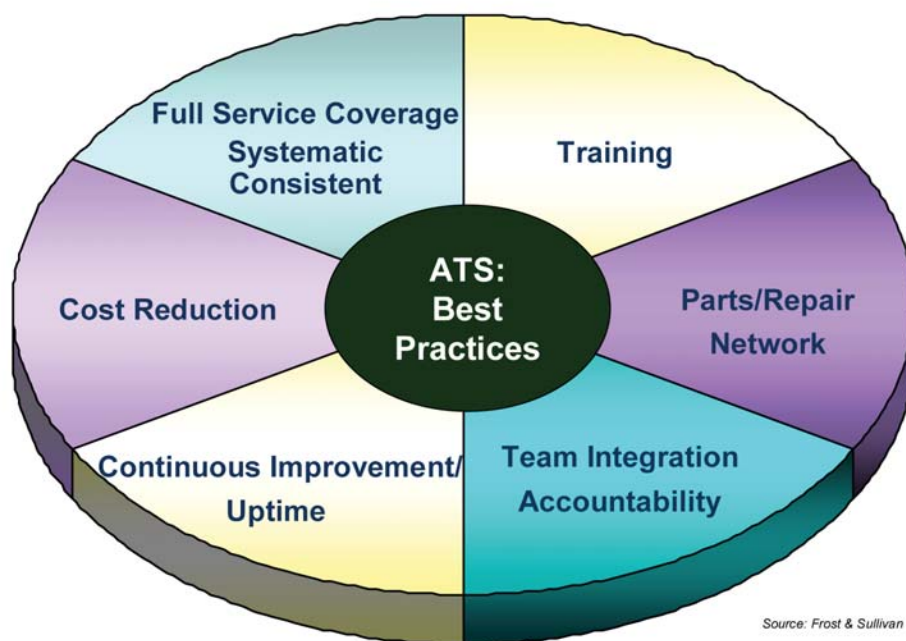 Full Service Coverage
Systematic
Consistent
Training
Cost Reduction
ATS:
Best
Practices
Parts/Repair
Network
Continuous Improvement/
Uptime
Team Integration
Accountability
Source: Frost & Sullivan